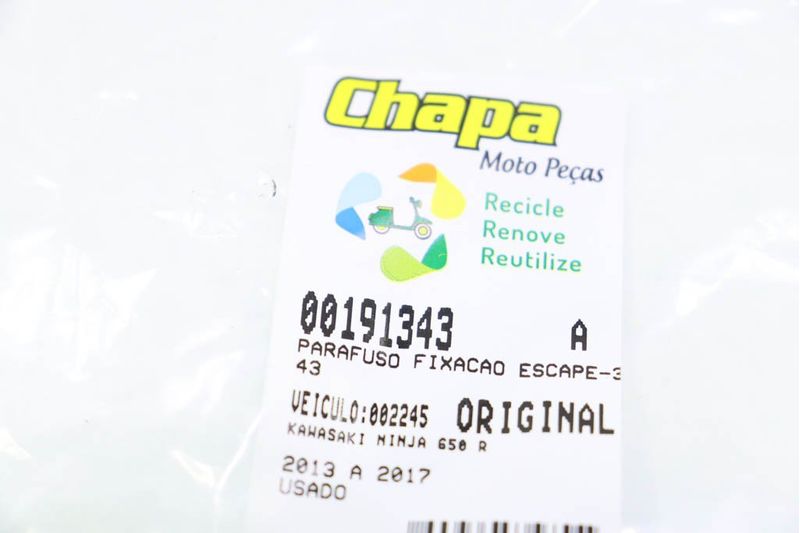 Chapa
Moto Peças
Recicle
Renove
Reutilize
00191343 A
PARAFUSO FIXACAO ESCAPE-3
43
VEICULO:002245 ORIGINAL
KAWASAKI NINJA 650 R
2013 A 2017
USADO